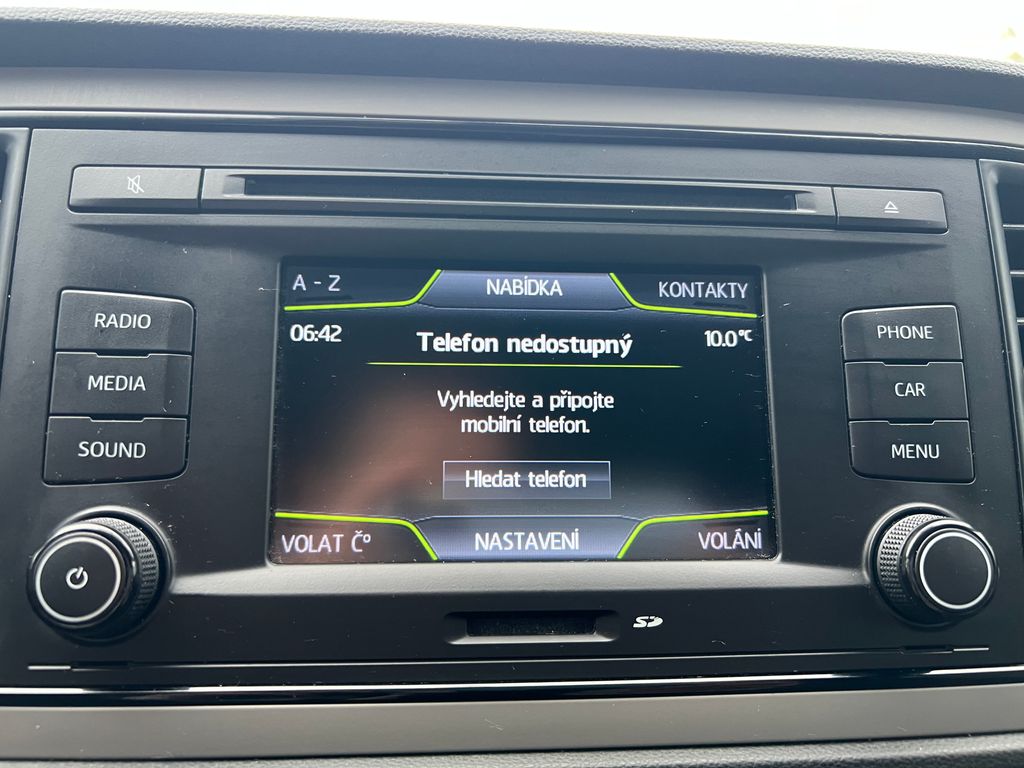 A - Z
NABÍDKA
KONTAKTY
06:42
Telefon nedostupný
10.0°C
Vyhledejte a připojte
mobilní telefon.
Hledat telefon
VOLAT Č°
NASTAVENÍ
VOLÁNÍ
RADIO
MEDIA
SOUND
PHONE
CAR
MENU
SD